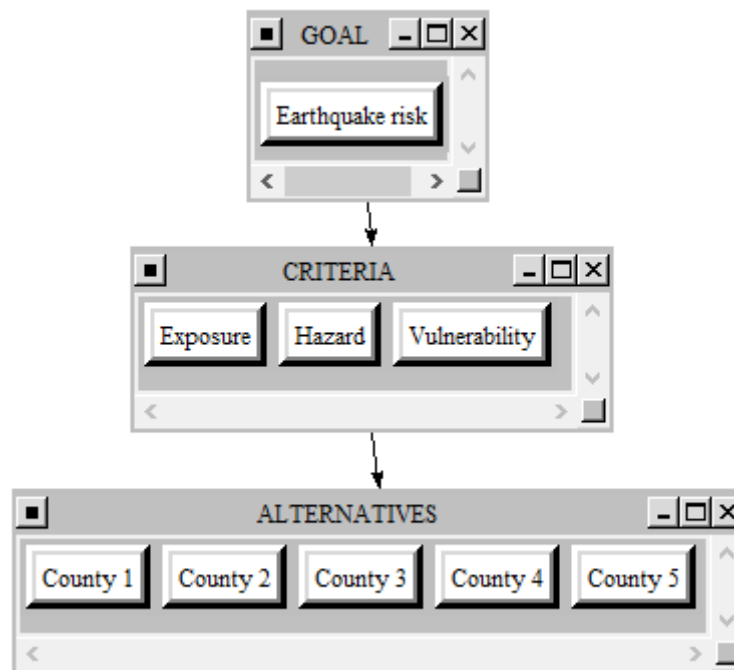 GOAL
Earthquake risk
CRITERIA
Exposure Hazard Vulnerability
ALTERNATIVES
County 1 County 2 County 3 County 4 County 5